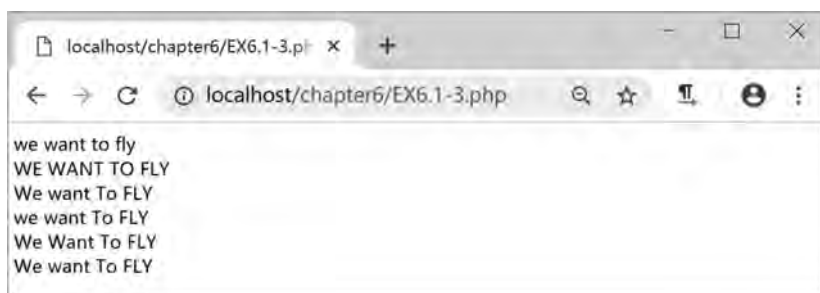 localhost/chapter6/EX6.1-3.ph
localhost/chapter6/EX6.1-3.php
we want to fly
WE WANT TO FLY
We want To FLY
we want To FLY
We Want To FLY
We want To FLY